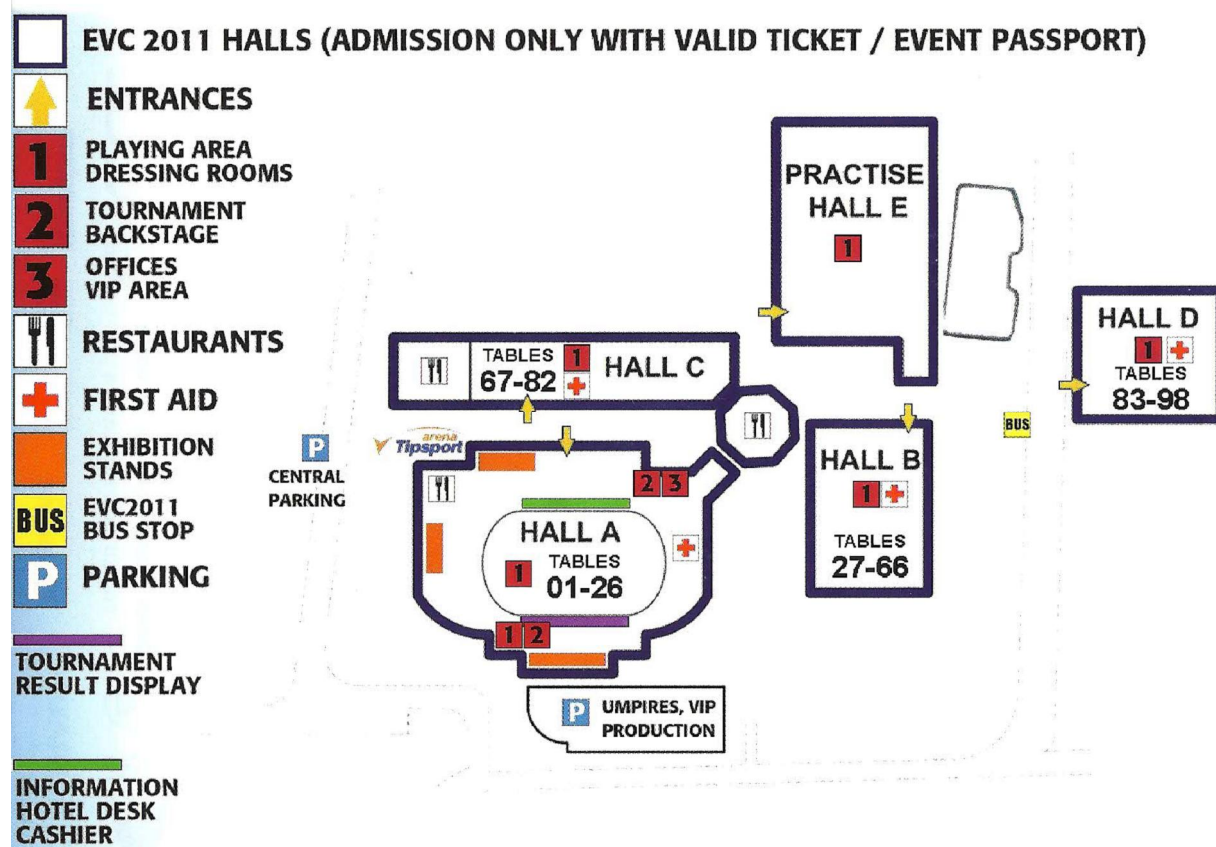 EVC 2011 HALLS (ADMISSION ONLY WITH VALID TICKET / EVENT PASSPORT)
ENTRANCES
1
PLAYING AREA
DRESSING ROOMS
2
TOURNAMENT
BACKSTAGE
3
OFFICES
VIP AREA
RESTAURANTS
FIRST AID
EXHIBITION
STANDS
BUS
EVC2011
BUS STOP
P
PARKING
TOURNAMENT
RESULT DISPLAY
INFORMATION
HOTEL DESK
CASHIER
PRACTISE
HALL E
1
HALL D
1
TABLES
83-98
TABLES
67-82
1
HALL C
BUS
P
CENTRAL
PARKING
arena
Tipsport
HALL B
1
TABLES
27-66
2 3
HALL A
TABLES
1
01-26
1 2
P
UMPIRES, VIP
PRODUCTION